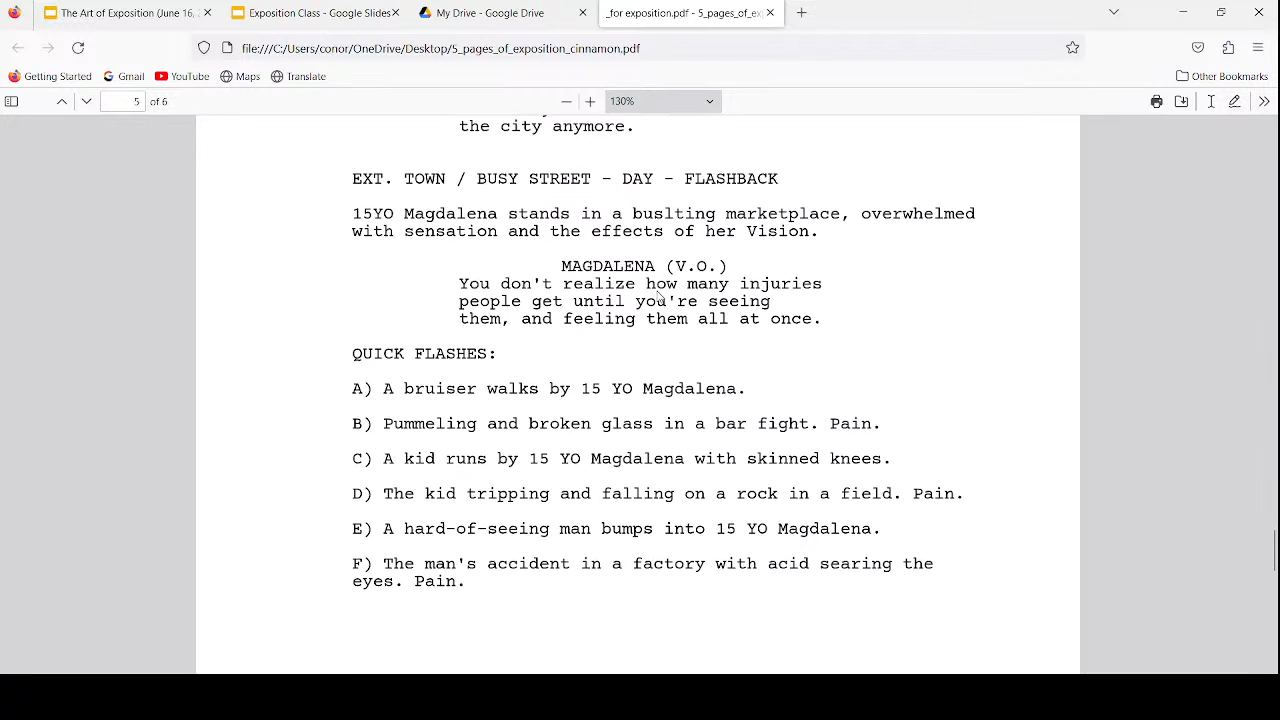 The Art of Exposition (June 16, 2
Exposition Class - Google Slides
My Drive - Google Drive
_for exposition.pdf - 5_pages_of_ex
file:///C:/Users/conor/OneDrive/Desktop/5_pages_of_exposition_cinnamon.pdf
Getting Started
Gmail
YouTube
Maps
Translate
Other Bookmarks
5 of 6
130%
the city anymore.
EXT. TOWN / BUSY STREET - DAY - FLASHBACK
15YO Magdalena stands in a buslting marketplace, overwhelmed
with sensation and the effects of her Vision.
MAGDALENA (V.O.)
You don't realize how many injuries
people get until you're seeing
them, and feeling them all at once.
QUICK FLASHES:
A) A bruiser walks by 15 YO Magdalena.
B) Pummeling and broken glass in a bar fight. Pain.
C) A kid runs by 15 YO Magdalena with skinned knees.
D) The kid tripping and falling on a rock in a field. Pain.
E) A hard-of-seeing man bumps into 15 YO Magdalena.
F) The man's accident in a factory with acid searing the
eyes. Pain.